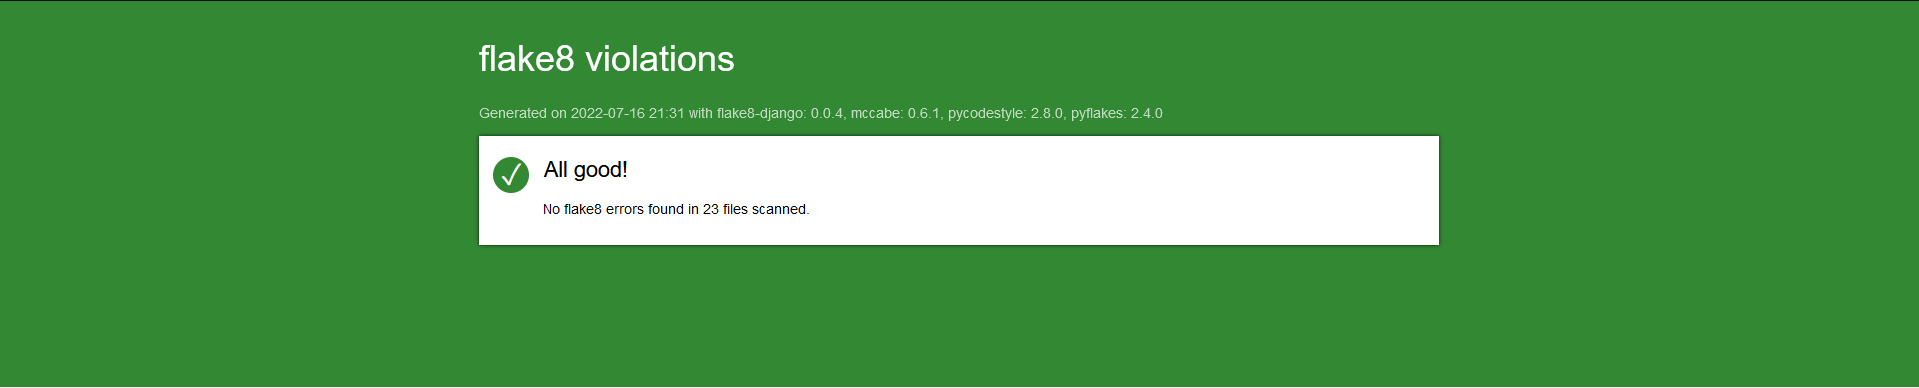 flake8 violations
Generated on 2022-07-16 21:31 with flake8-django: 0.0.4, mccabe: 0.6.1, pycodestyle: 2.8.0, pyflakes: 2.4.0
All good!
No flake8 errors found in 23 files scanned.